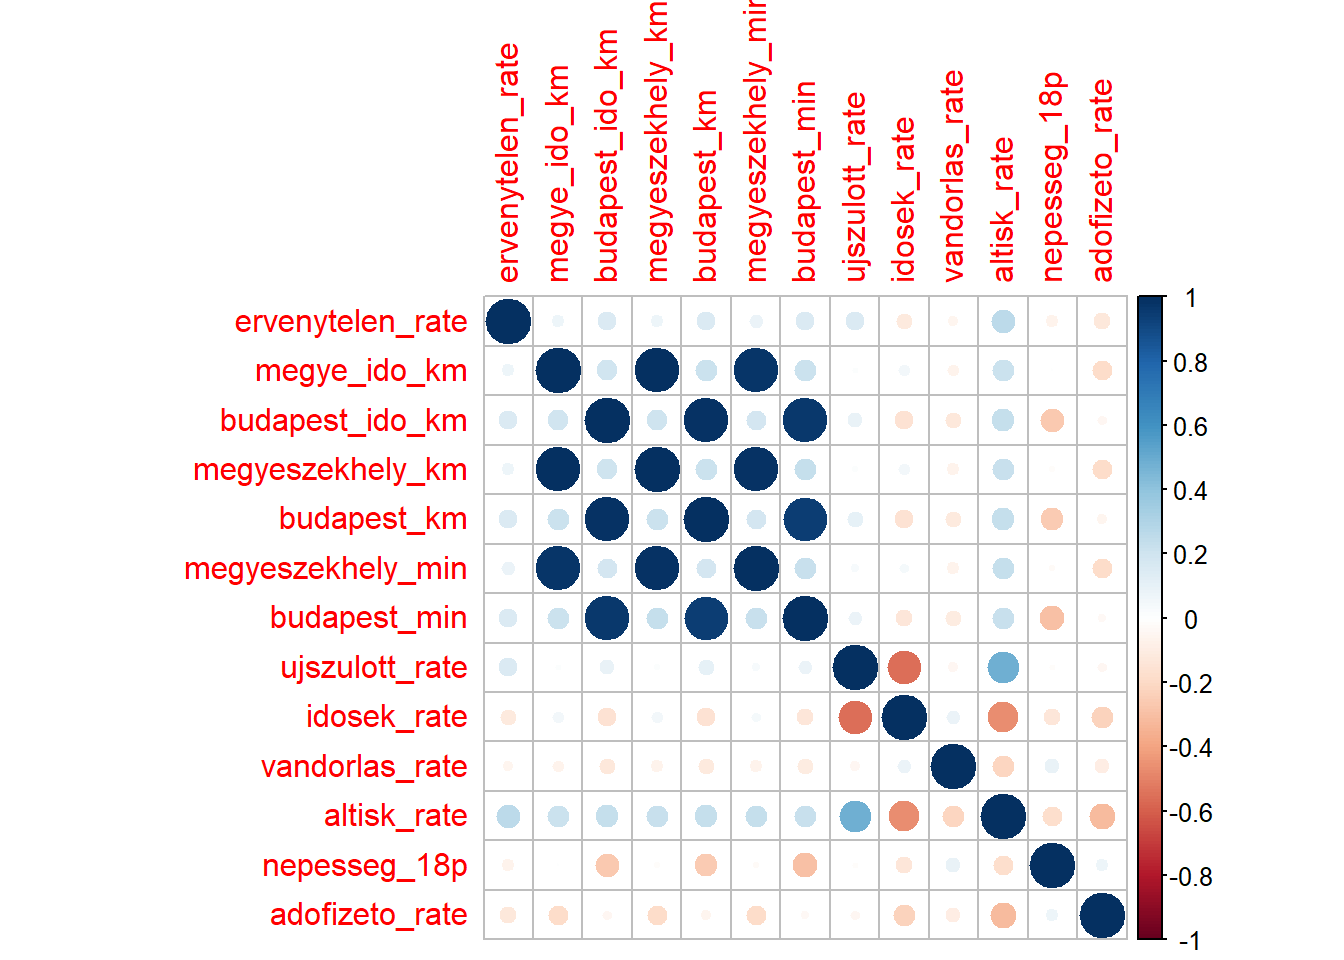 ervenytelen_rate
megye_ido_km
budapest_ido_km
megyeszekhely_km
budapest_km
megyeszekhely_min
budapest_min
ujszulott_rate
idosek_rate
vandorlas_rate
altisk_rate
nepesseg_18p
adofizeto_rate
ervenytelen_rate
megye_ido_km
budapest_ido_km
megyeszekhely_km
budapest_km
megyeszekhely_min
budapest_min
ujszulott_rate
idosek_rate
vandorlas_rate
altisk_rate
nepesseg_18p
adofizeto_rate
1
0.8
0.6
0.4
0.2
0
-0.2
-0.4
-0.6
-0.8
-1